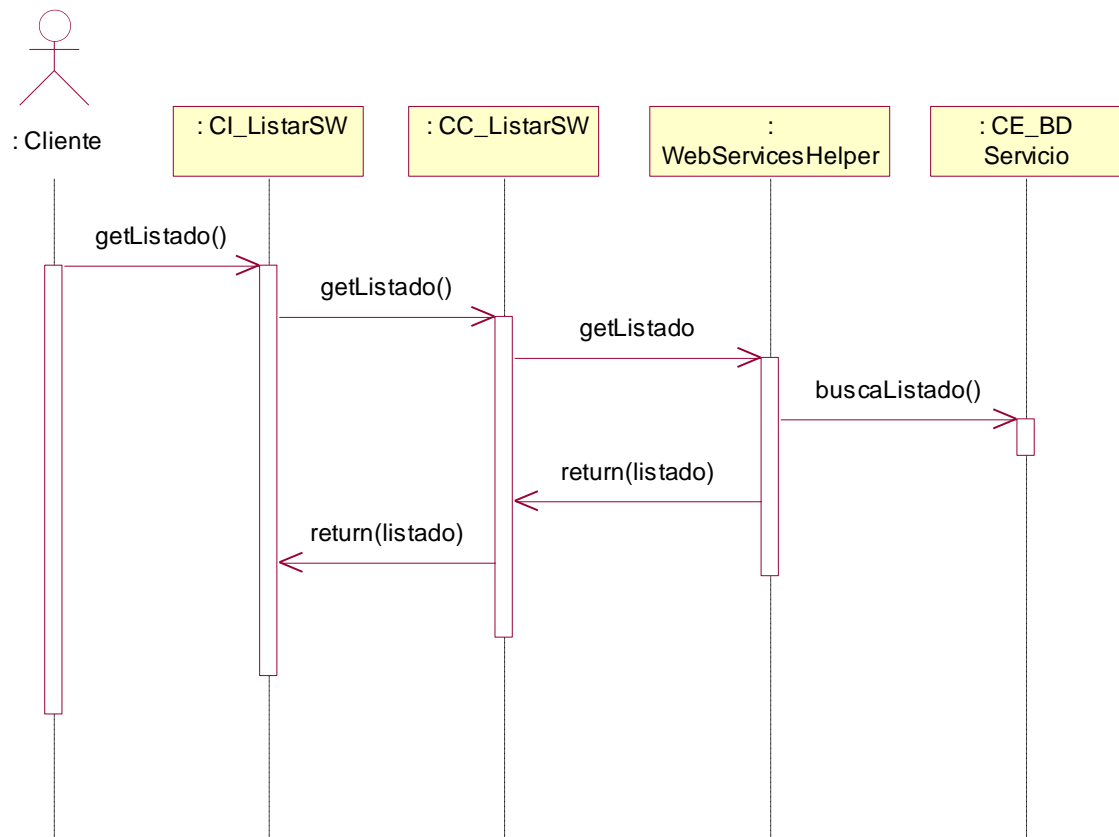 : Cliente
: CI_ListarSW
: CC_ListarSW
:
WebServicesHelper
: CE_BD
Servicio
getListado()
getListado()
getListado
buscaListado()
return(listado)
return(listado)